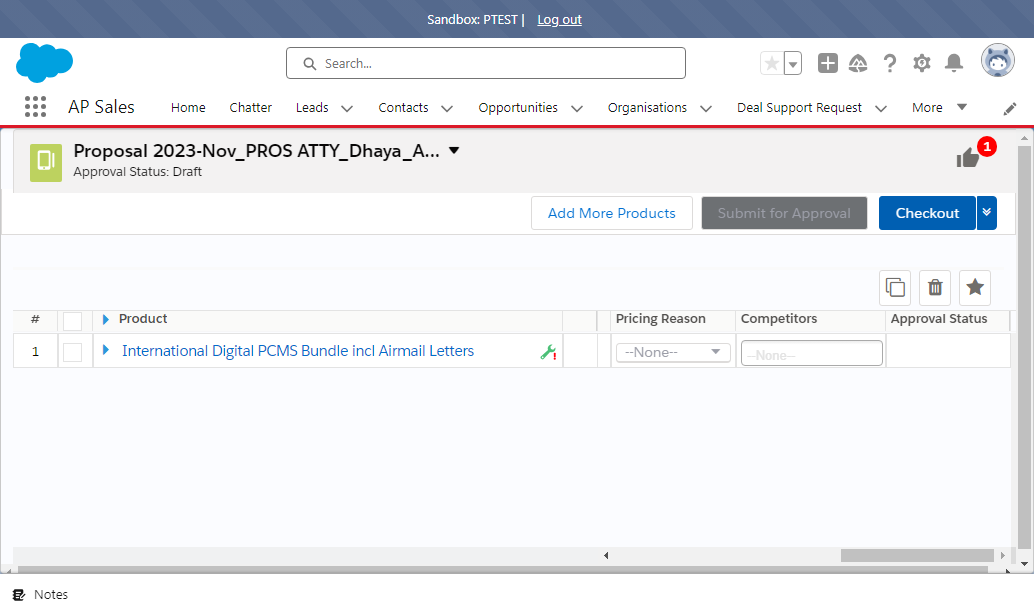 Sandbox: PTEST | Log out
Search...
AP Sales Home Chatter Leads Contacts Opportunities Organisations Deal Support Request More
Proposal 2023-Nov_PROS ATTY_Dhaya_A...
1
Approval Status: Draft
Add More Products Submit for Approval Checkout
# Product Pricing Reason Competitors Approval Status
1 International Digital PCMS Bundle incl Airmail Letters --None-- --None--
Notes